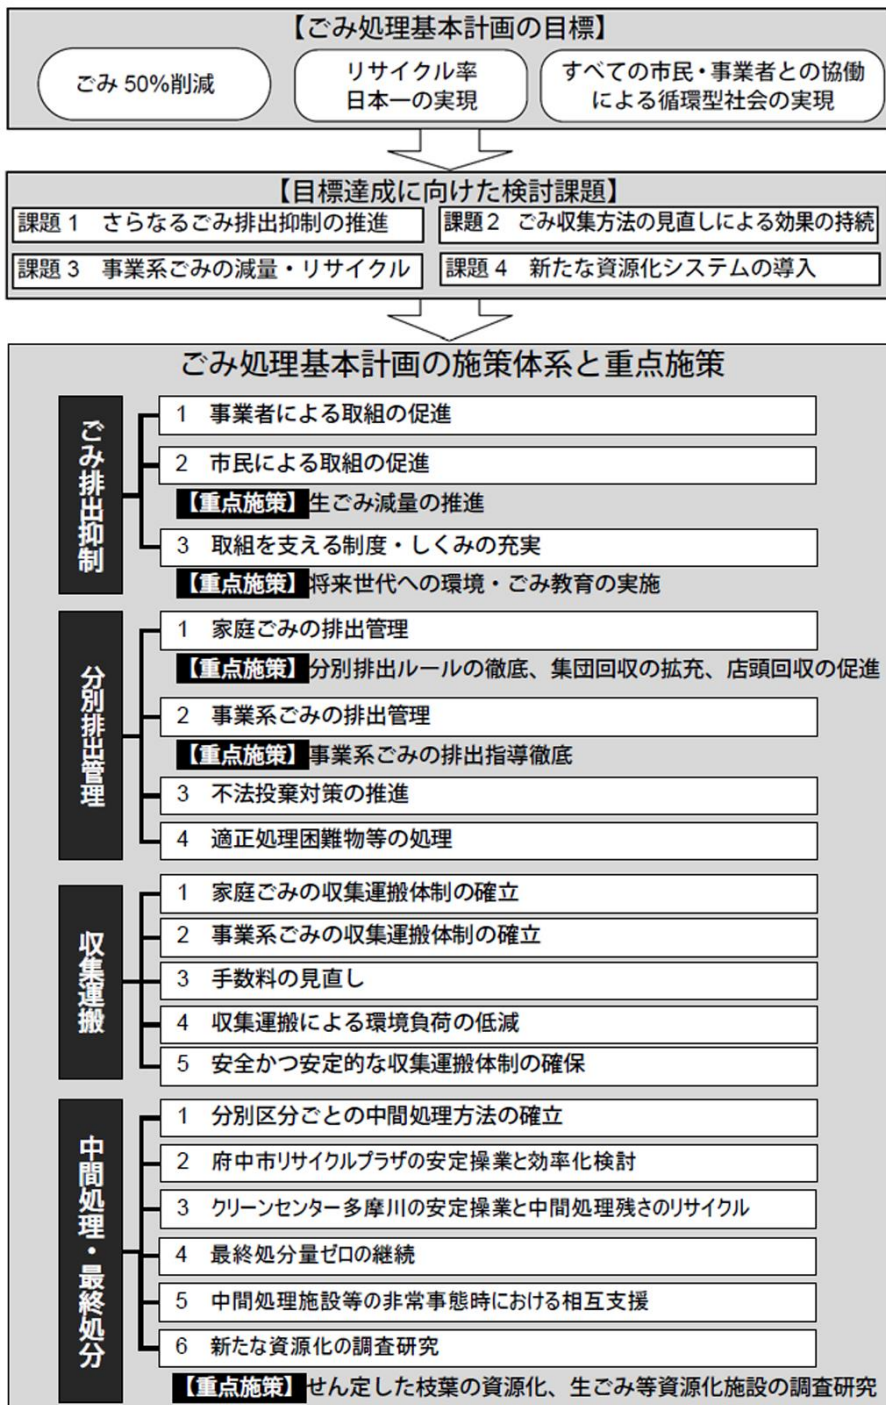 【ごみ処理基本計画の目標】
ごみ 50%削減
リサイクル率
日本一の実現
すべての市民・事業者との協働
による循環型社会の実現
【目標達成に向けた検討課題】
課題 1　さらなるごみ排出抑制の推進
課題 2　ごみ収集方法の見直しによる効果の持続
課題 3　事業系ごみの減量・リサイクル
課題 4　新たな資源化システムの導入
ごみ処理基本計画の施策体系と重点施策
ごみ排出抑制
1　事業者による取組の促進
2　市民による取組の促進
【重点施策】生ごみ減量の推進
3　取組を支える制度・しくみの充実
【重点施策】将来世代への環境・ごみ教育の実施
分別排出管理
1　家庭ごみの排出管理
【重点施策】分別排出ルールの徹底、集団回収の拡充、店頭回収の促進
2　事業系ごみの排出管理
【重点施策】事業系ごみの排出指導徹底
3　不法投棄対策の推進
4　適正処理困難物等の処理
収集運搬
1　家庭ごみの収集運搬体制の確立
2　事業系ごみの収集運搬体制の確立
3　手数料の見直し
4　収集運搬による環境負荷の低減
5　安全かつ安定的な収集運搬体制の確保
中間処理・最終処分
1　分別区分ごとの中間処理方法の確立
2　府中市リサイクルプラザの安定操業と効率化検討
3　クリーンセンター多摩川の安定操業と中間処理残さのリサイクル
4　最終処分量ゼロの継続
5　中間処理施設等の非常事態時における相互支援
6　新たな資源化の調査研究
【重点施策】せん定した枝葉の資源化、生ごみ等資源化施設の調査研究